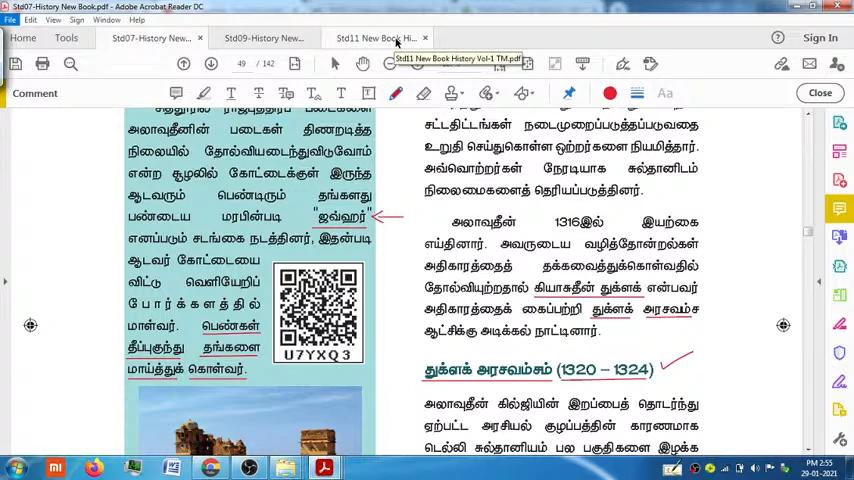 Std07-History New Book.pdf - Adobe Acrobat Reader DC
File Edit View Sign Window Help
Home Tools Std07-History New... × Std09-History New... Std11 New Book Hi... × Sign In
49 / 142
Std11 New Book History Vol-1 TM.pdf
Comment Close
சித்தூரில் ராஜபுத்திரப் படைகளை
அலாவுதீனின் படைகள் திணறடித்த
நிலையில் தோல்வியடைந்துவிடுவோம்
என்ற சூழலில் கோட்டைக்குள் இருந்த
ஆடவரும் பெண்டிரும் தங்களது
பண்டைய மரபின்படி "ஜவ்ஹர்"
எனப்படும் சடங்கை நடத்தினர், இதன்படி
ஆடவர் கோட்டையை
விட்டு வெளியேறிப்
போர்க்களத்தில்
மாள்வர். பெண்கள்
தீப்புகுந்து தங்களை
மாய்த்துக் கொள்வர்.
U7YXQ3
சட்டதிட்டங்கள் நடைமுறைப்படுத்தப்படுவதை
உறுதி செய்துகொள்ள ஒற்றர்களை நியமித்தார்.
அவ்வொற்றர்கள் நேரடியாக சுல்தானிடம்
நிலைமைகளைத் தெரியப்படுத்தினர்.
அலாவுதீன் 1316இல் இயற்கை
எய்தினார். அவருடைய வழித்தோன்றல்கள்
அதிகாரத்தைத் தக்கவைத்துக்கொள்வதில்
தோல்வியுற்றதால் கியாசுதீன் துக்ளக் என்பவர்
அதிகாரத்தைக் கைப்பற்றி துக்ளக் அரசவம்ச
ஆட்சிக்கு அடிக்கல் நாட்டினார்.
துக்ளக் அரசவம்சம் (1320 – 1324)
அலாவுதீன் கில்ஜியின் இறப்பைத் தொடர்ந்து
ஏற்பட்ட அரசியல் குழப்பத்தின் காரணமாக
டெல்லி சுல்தானியம் பல பகுதிகளை இழக்க
PM 2:55
29-01-2021